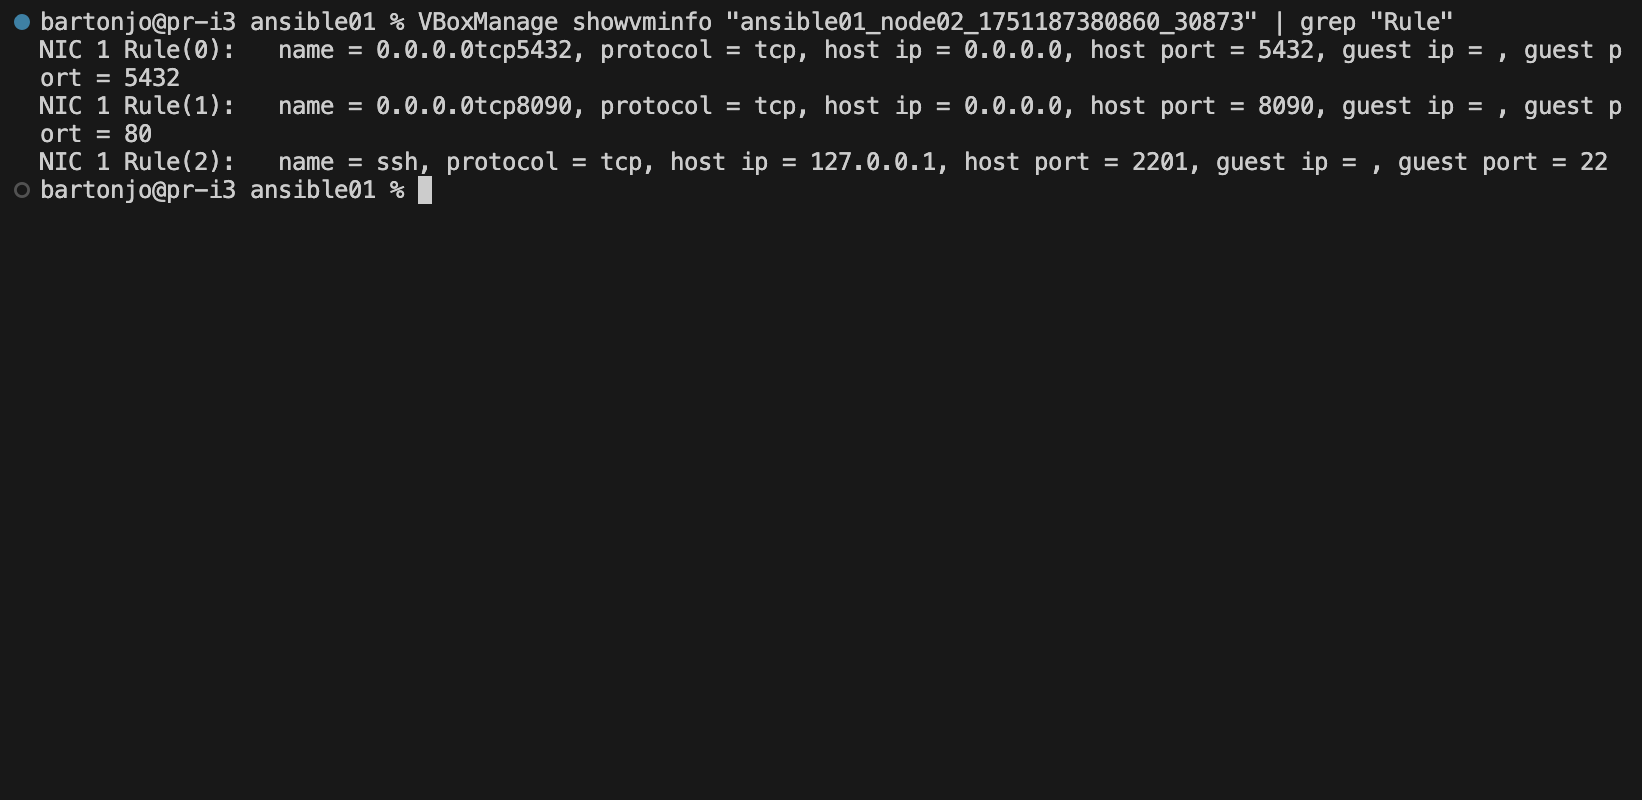 bartonjo@pr-i3 ansible01 % VBoxManage showvminfo "ansible01_node02_1751187380860_30873" | grep "Rule"
NIC 1 Rule(0):   name = 0.0.0.0tcp5432, protocol = tcp, host ip = 0.0.0.0, host port = 5432, guest ip = , guest p
ort = 5432
NIC 1 Rule(1):   name = 0.0.0.0tcp8090, protocol = tcp, host ip = 0.0.0.0, host port = 8090, guest ip = , guest p
ort = 80
NIC 1 Rule(2):   name = ssh, protocol = tcp, host ip = 127.0.0.1, host port = 2201, guest ip = , guest port = 22
bartonjo@pr-i3 ansible01 %